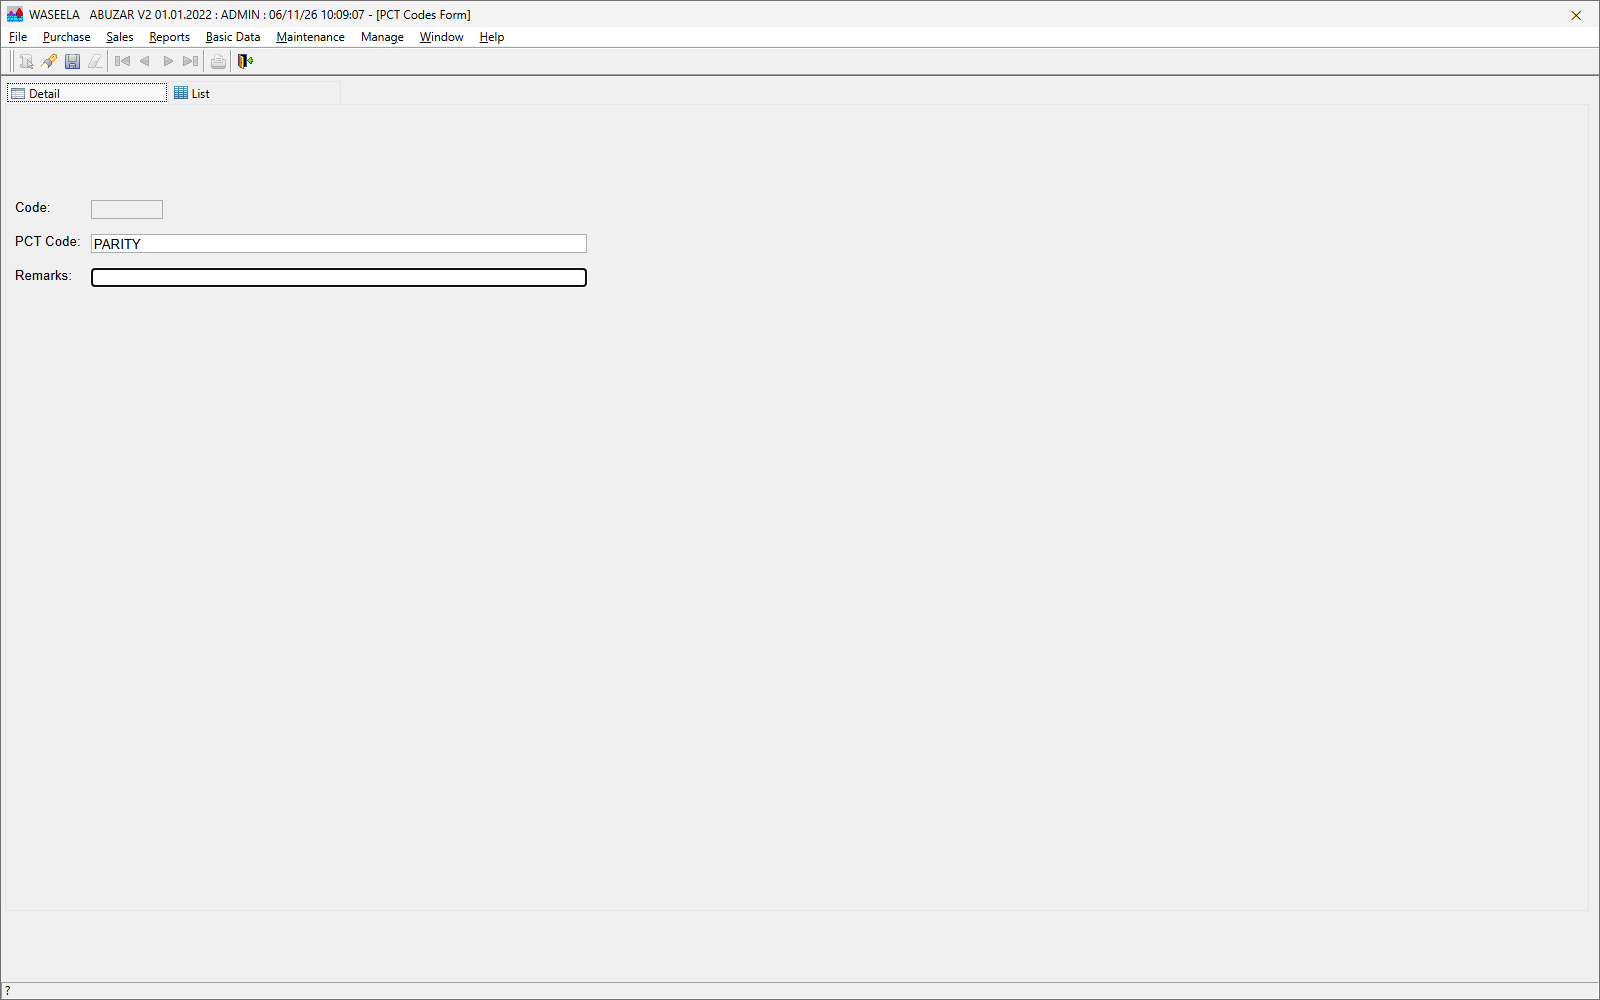 WASEELA   ABUZAR V2 01.01.2022 : ADMIN : 06/11/26 10:09:07 - [PCT Codes Form]
File Purchase Sales Reports Basic Data Maintenance Manage Window Help
Detail List
Code:
PCT Code: PARITY
Remarks:
?